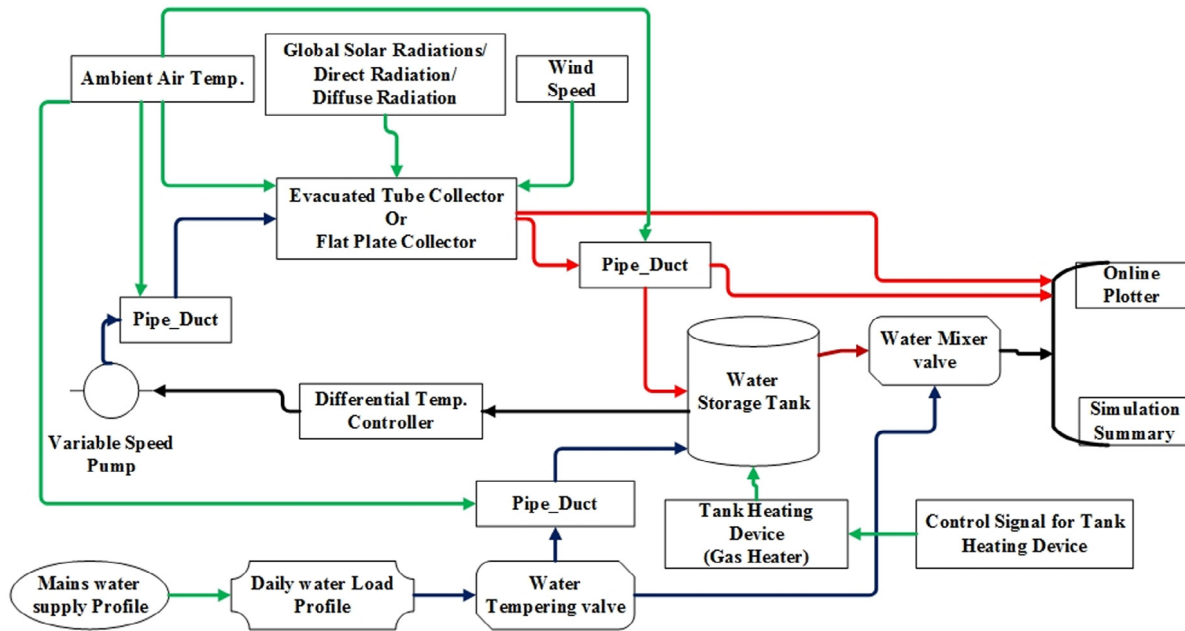 Ambient Air Temp.
Global Solar Radiations/
Direct Radiation/
Diffuse Radiation
Wind
Speed
Evacuated Tube Collector
Or
Flat Plate Collector
Pipe_Duct
Online
Plotter
Pipe_Duct
Water Mixer
valve
Water
Storage Tank
Differential Temp.
Controller
Variable Speed
Pump
Simulation
Summary
Pipe_Duct
Tank Heating
Device
(Gas Heater)
Control Signal for Tank
Heating Device
Mains water
supply Profile
Daily water Load
Profile
Water
Tempering valve